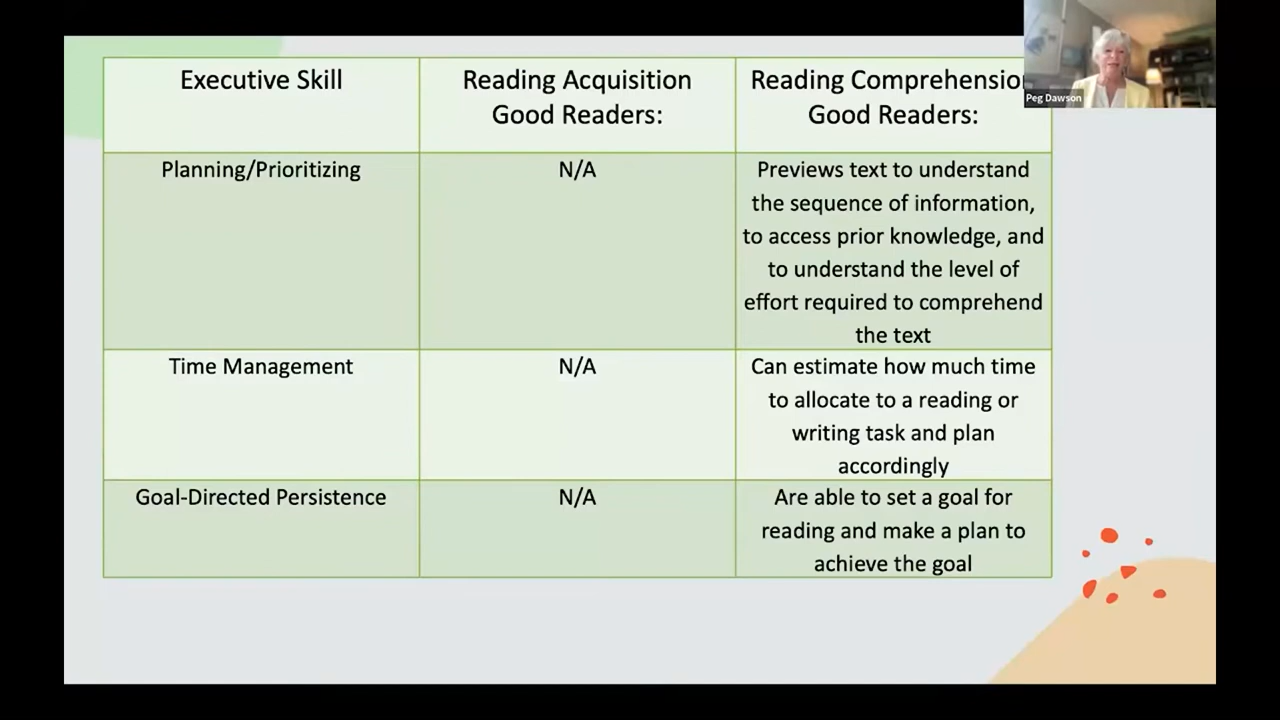 Executive Skill
Reading Acquisition
Good Readers:
Reading Comprehensio
Good Readers:
Peg Dawson
Planning/Prioritizing
N/A
Previews text to understand
the sequence of information,
to access prior knowledge, and
to understand the level of
effort required to comprehend
the text
Time Management
N/A
Can estimate how much time
to allocate to a reading or
writing task and plan
accordingly
Goal-Directed Persistence
N/A
Are able to set a goal for
reading and make a plan to
achieve the goal